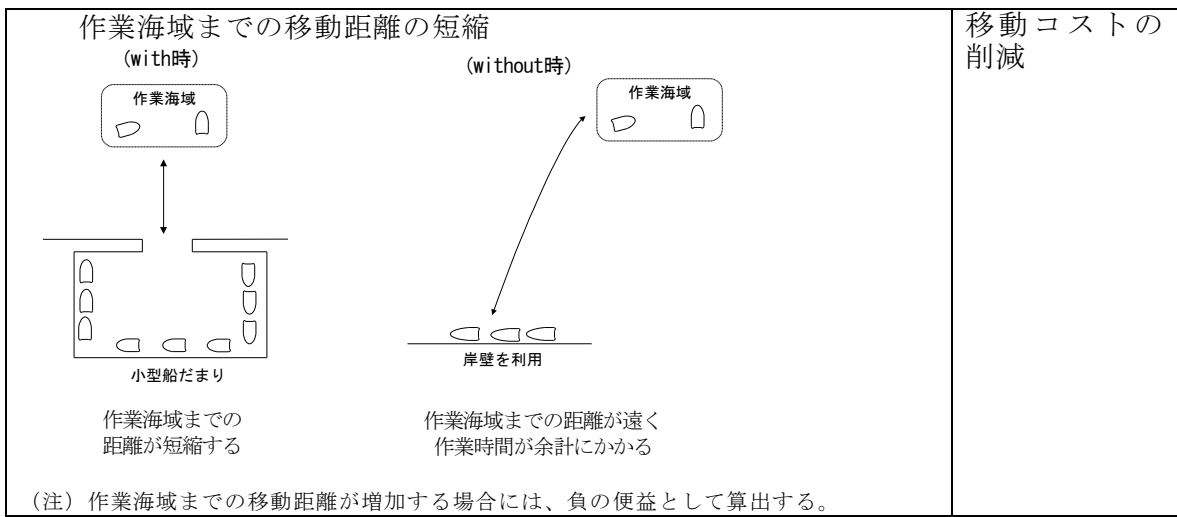 作業海域までの移動距離の短縮
(with時)
作業海域
小型船だまり
作業海域までの
距離が短縮する
(without時)
作業海域
岸壁を利用
作業海域までの距離が遠く
作業時間が余計にかかる
（注）作業海域までの移動距離が増加する場合には、負の便益として算出する。
移動コストの
削減